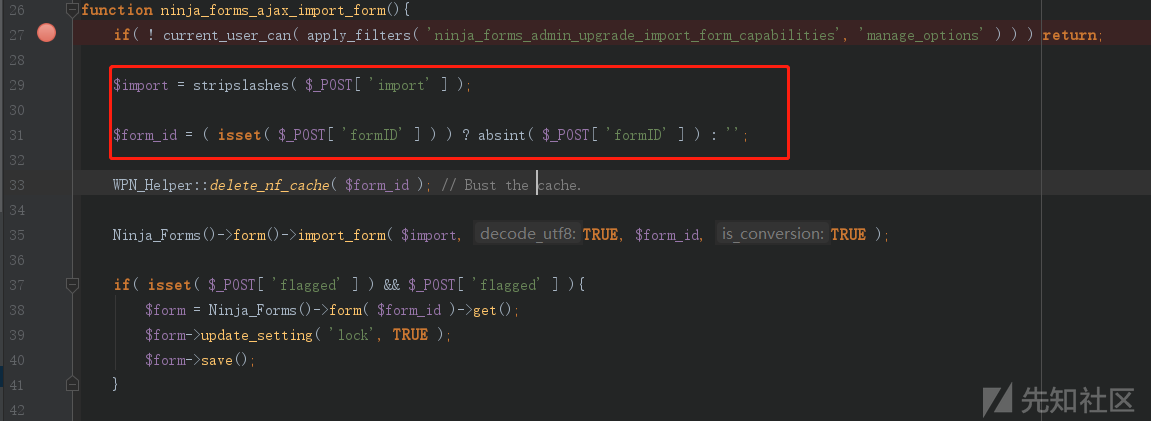 26 function ninja_forms_ajax_import_form(){
27 if( ! current_user_can( apply_filters( 'ninja_forms_admin_upgrade_import_form_capabilities', 'manage_options' ) ) ) return;
28
29 $import = stripslashes( $_POST[ 'import' ] );
30
31 $form_id = ( isset( $_POST[ 'formID' ] ) ) ? absint( $_POST[ 'formID' ] ) : '';
32
33 WPN_Helper::delete_nf_cache( $form_id ); // Bust the cache.
34
35 Ninja_Forms()->form()->import_form( $import, decode_utf8: TRUE, $form_id, is_conversion: TRUE );
36
37 if( isset( $_POST[ 'flagged' ] ) && $_POST[ 'flagged' ] ){
38 $form = Ninja_Forms()->form( $form_id )->get();
39 $form->update_setting( 'lock', TRUE );
40 $form->save();
41 }
42
先知社区